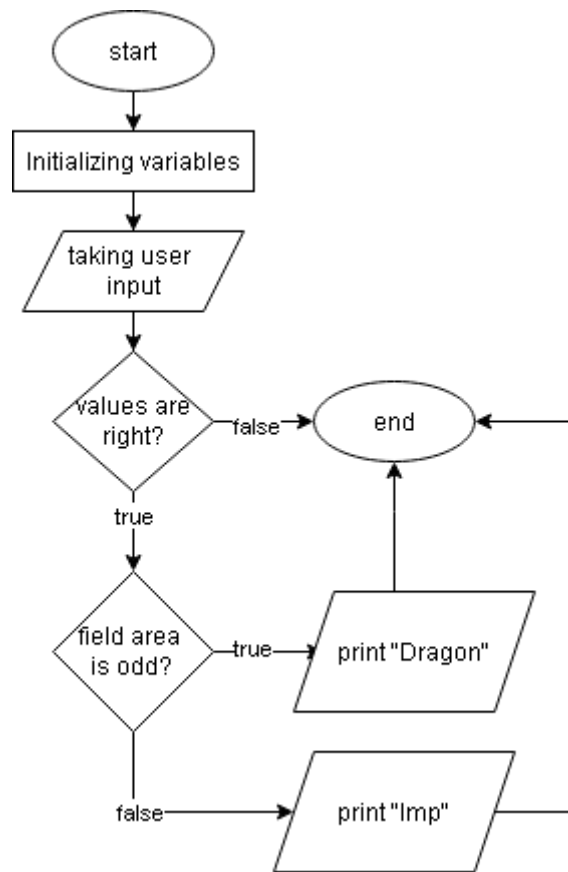 start
Initializing variables
taking user
input
values are
right?
false
end
true
field area
is odd?
true
print "Dragon"
false
print "Imp"